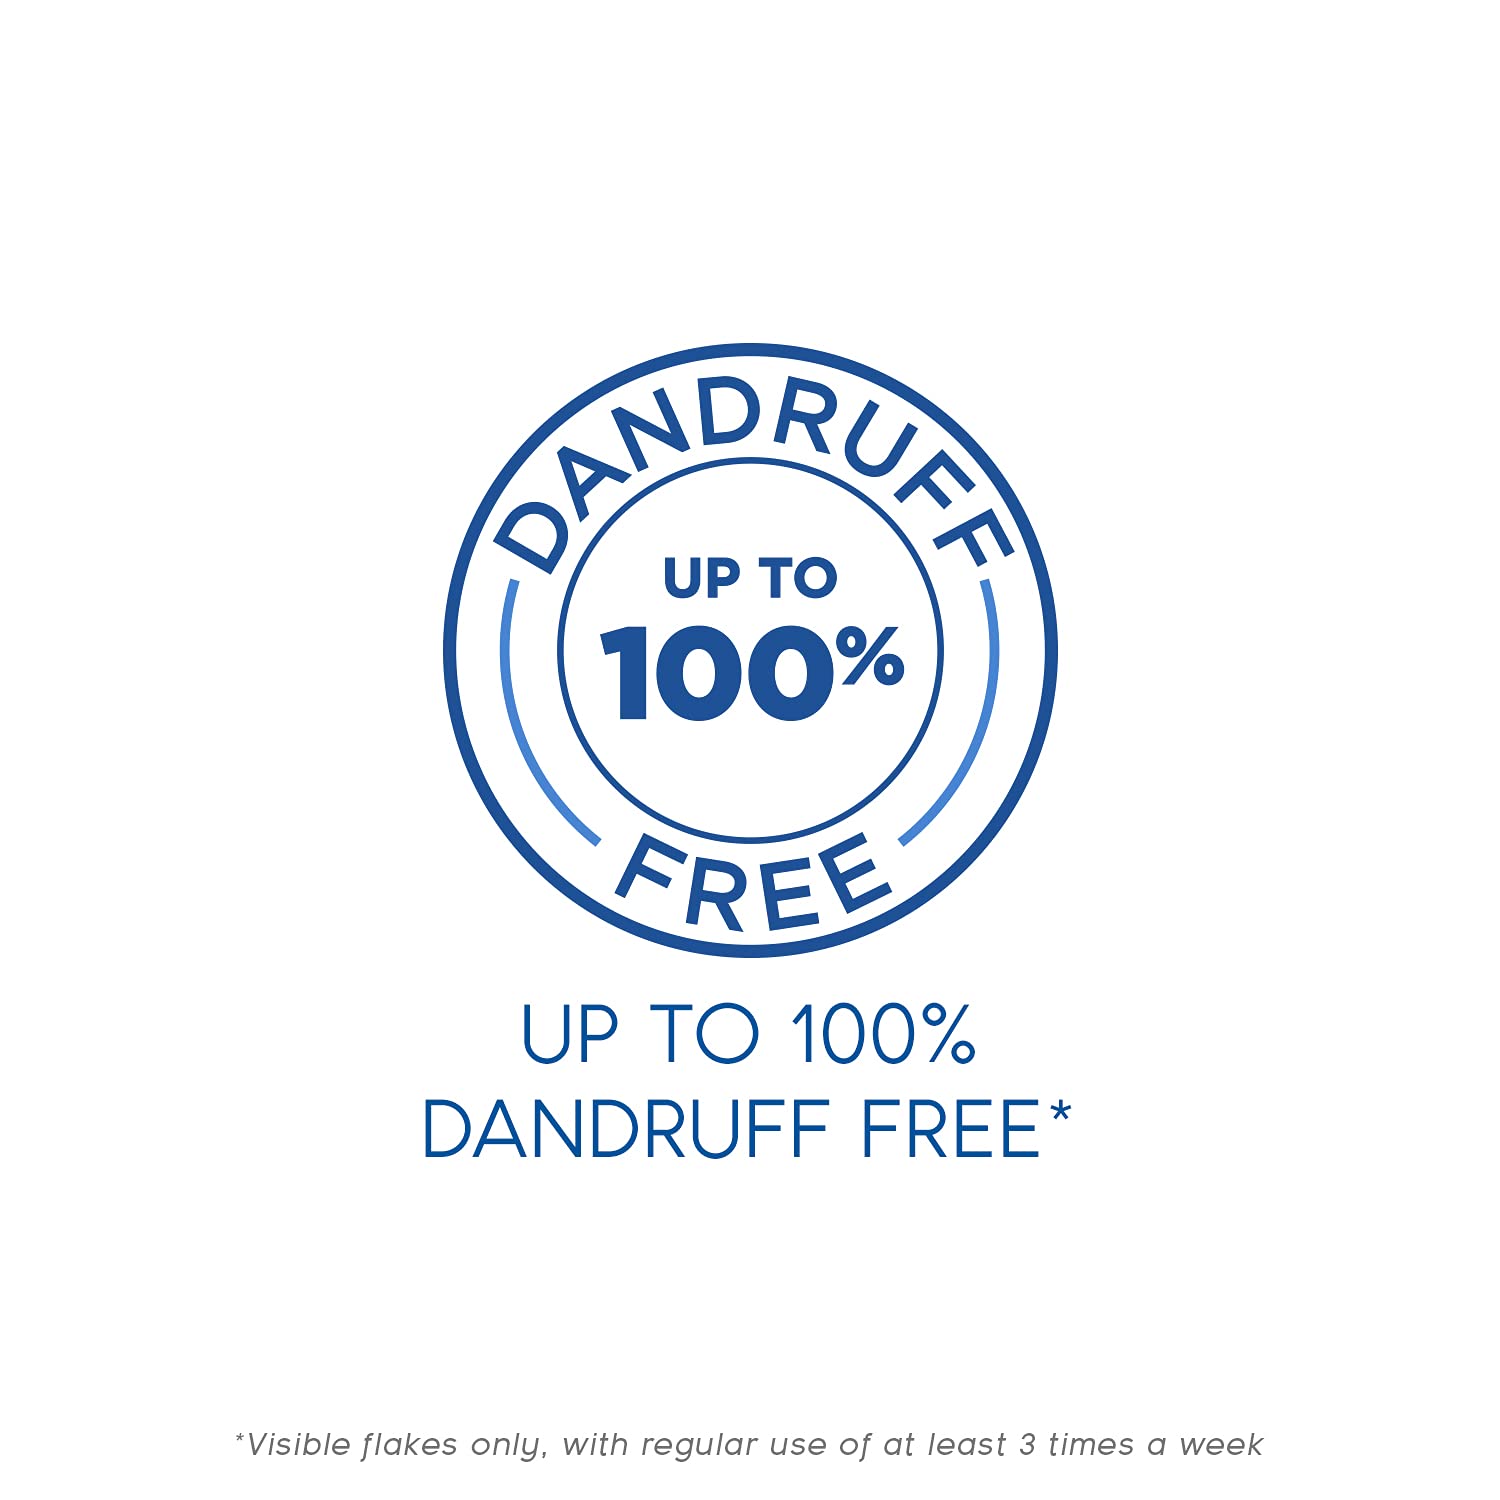 DANDRUFF
UP TO
100%
FREE
UP TO 100%
DANDRUFF FREE*
*Visible flakes only, with regular use of at least 3 times a week